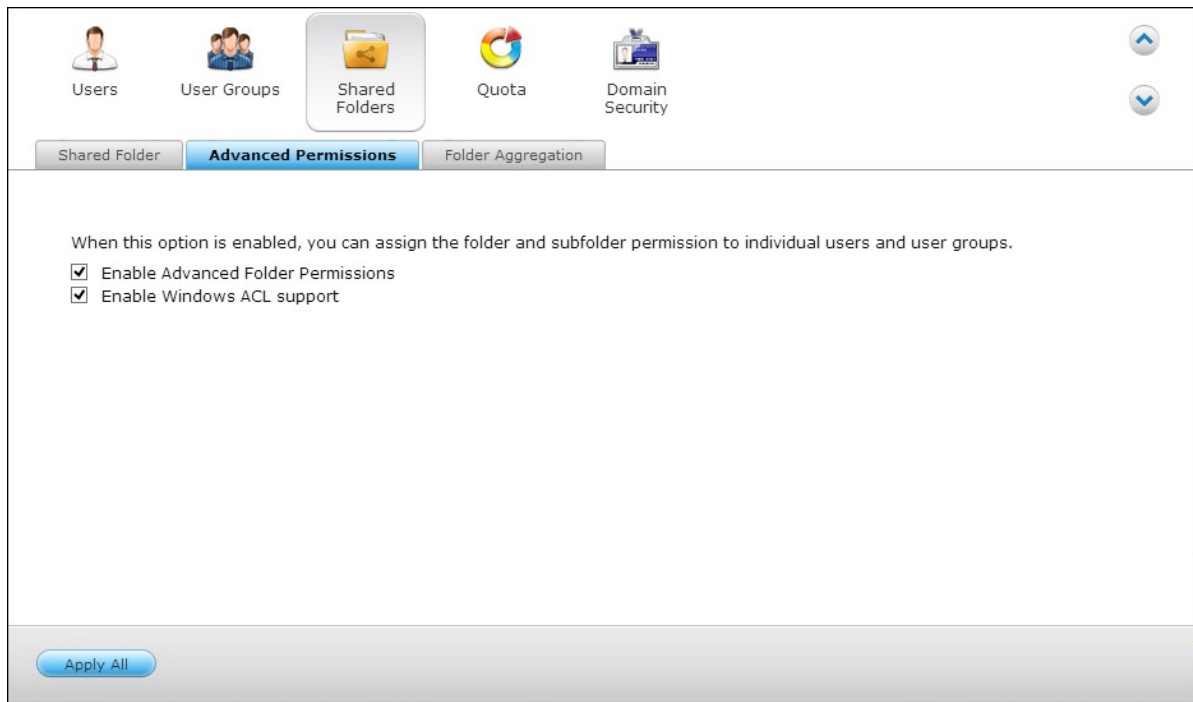 Users
User Groups
Shared
Folders
Quota
Domain
Security
Shared Folder
Advanced Permissions
Folder Aggregation
When this option is enabled, you can assign the folder and subfolder permission to individual users and user groups.
Enable Advanced Folder Permissions
Enable Windows ACL support
Apply All